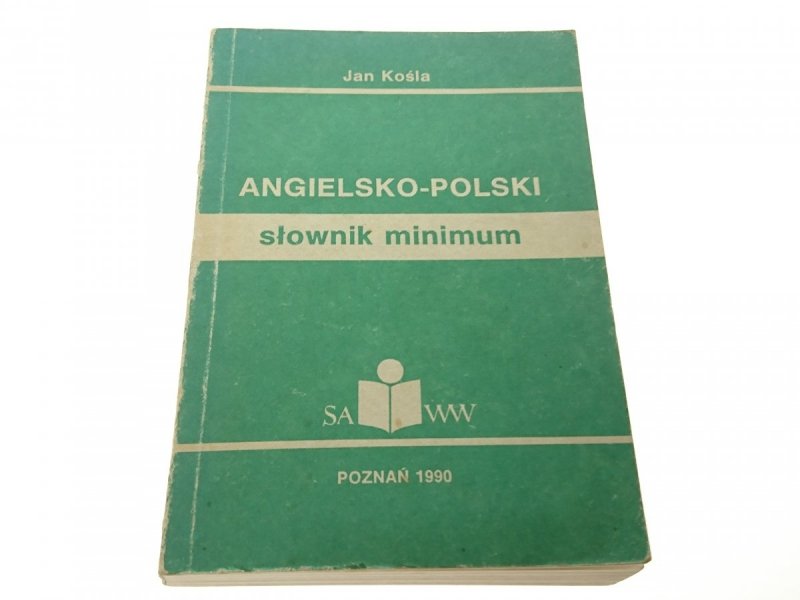 Jan Kośla
ANGIELSKO-POLSKI
słownik minimum
SA WW
POZNAŃ 1990